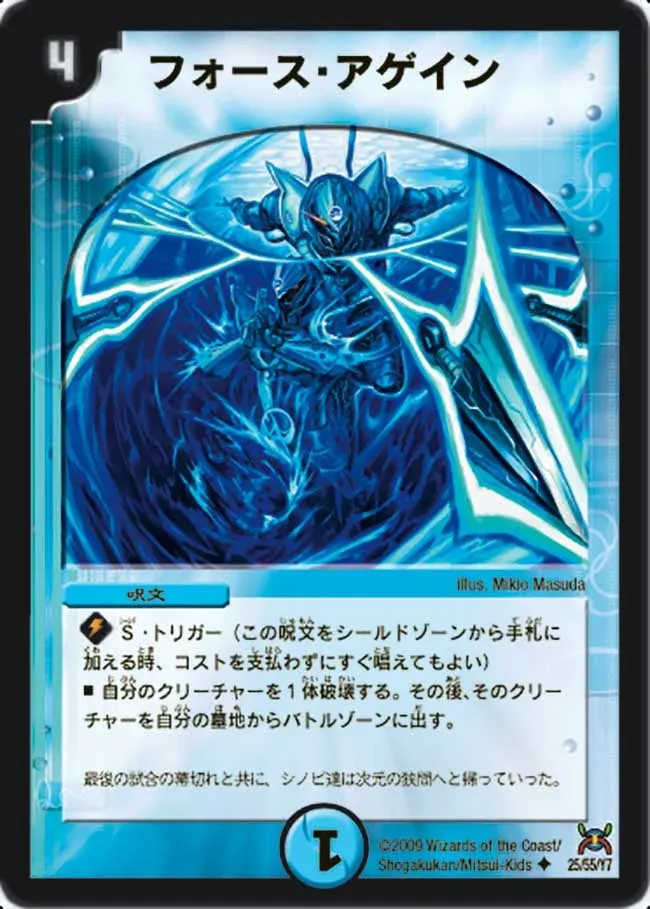 4
フォース・アゲイン
illus. Mikio Masuda
呪文
S・トリガー（この呪文をシールドゾーンから手札に
加える時、コストを支払わずにすぐ唱えてもよい）
■ 自分のクリーチャーを1体破壊する。その後、そのクリー
チャーを自分の墓地からバトルゾーンに出す。
最後の試合の幕切れと共に、シノビ達は次元の狭間へと帰っていった。
1
©2009 Wizards of the Coast/
Shogakukan/Mitsui-Kids ◆ 25/55/Y7